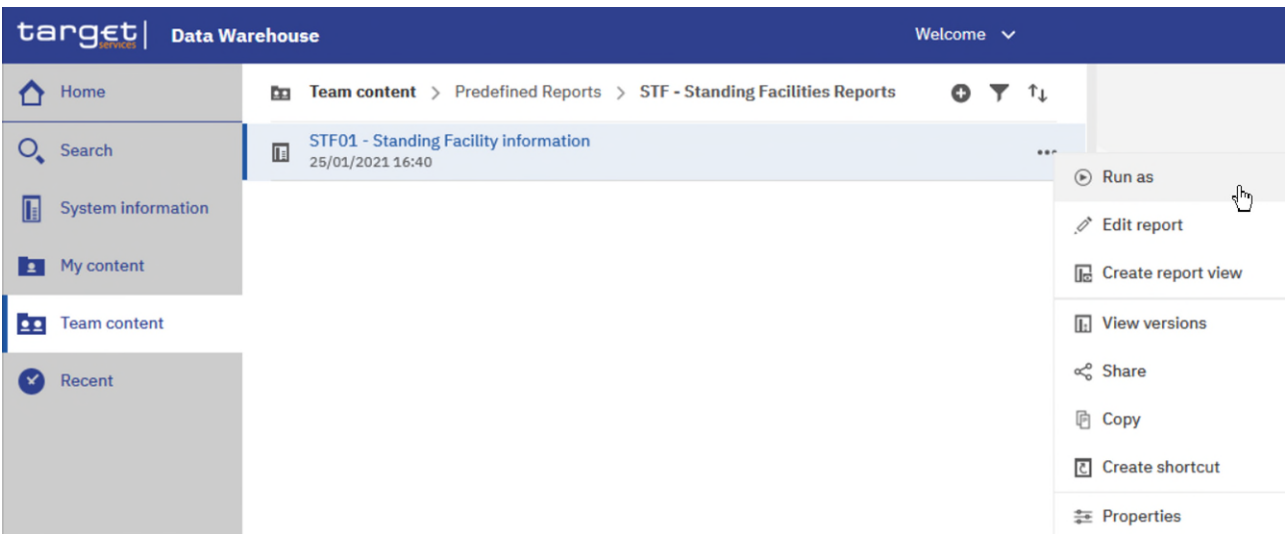 target| Data Warehouse Welcome
services
Home
Search
System information
My content
Team content
Recent
Team content > Predefined Reports > STF - Standing Facilities Reports
STF01 - Standing Facility information
25/01/2021 16:40
Run as
Edit report
Create report view
View versions
Share
Copy
Create shortcut
Properties